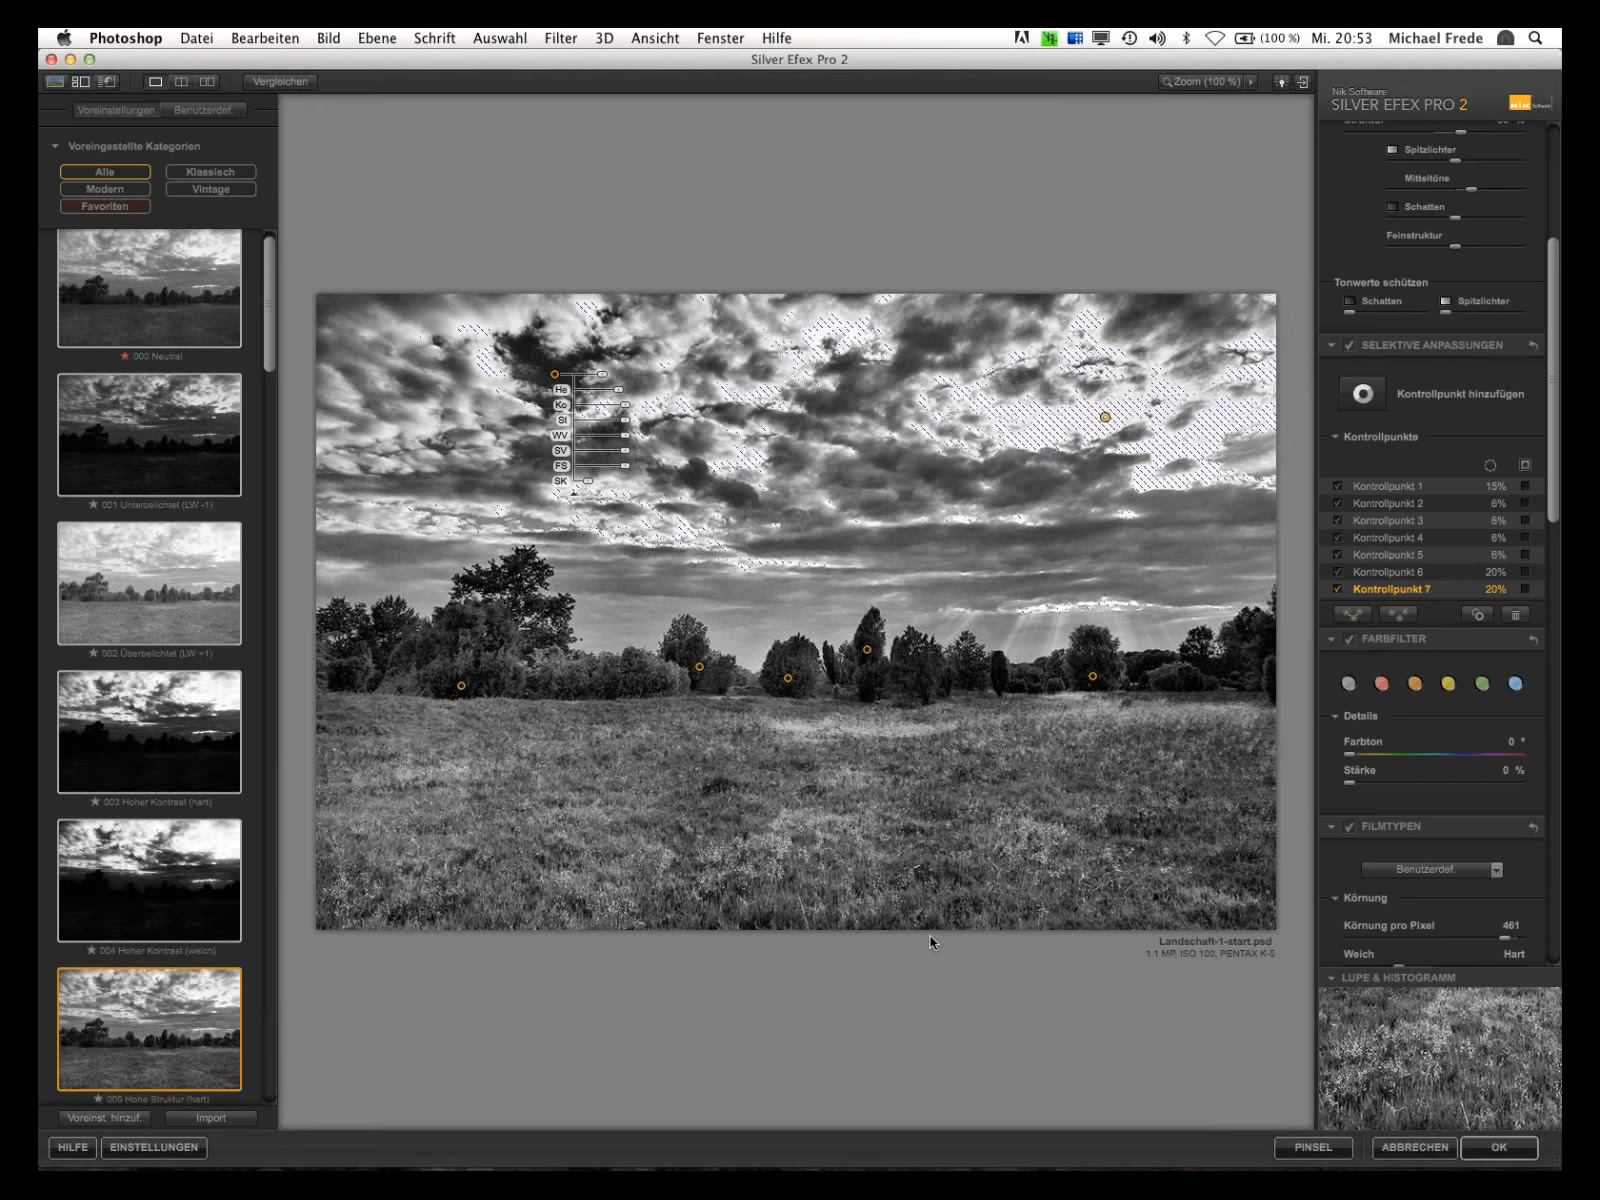 Photoshop Datei Bearbeiten Bild Ebene Schrift Auswahl Filter 3D Ansicht Fenster Hilfe (100 %) Mi. 20:53 Michael Frede
Silver Efex Pro 2
Vergleichen Zoom (100 %)
Voreinstellungen Benutzerdef.
Voreingestellte Kategorien
Alle Klassisch
Modern Vintage
Favoriten
000 Neutral
001 Unterbelichtet (LW -1)
002 Überbelichtet (LW +1)
003 Hoher Kontrast (hart)
004 Hoher Kontrast (weich)
005 Hohe Struktur (hart)
Voreinst. hinzuf. Import
HILFE EINSTELLUNGEN
He
Ko
St
WV
SV
FS
SK
Landschaft-1-start.psd
1.1 MP, ISO 100, PENTAX K-5
Nik Software
SILVER EFEX PRO 2
Nik Software
Struktur
Spitzlichter
Mitteltöne
Schatten
Feinstruktur
Tonwerte schützen
Schatten Spitzlichter
SELEKTIVE ANPASSUNGEN
Kontrollpunkt hinzufügen
Kontrollpunkte
Kontrollpunkt 1 15%
Kontrollpunkt 2 6%
Kontrollpunkt 3 6%
Kontrollpunkt 4 6%
Kontrollpunkt 5 6%
Kontrollpunkt 6 20%
Kontrollpunkt 7 20%
FARBFILTER
Details
Farbton 0 °
Stärke 0 %
FILMTYPEN
Benutzerdef.
Körnung
Körnung pro Pixel 461
Weich Hart
LUPE & HISTOGRAMM
PINSEL ABBRECHEN OK